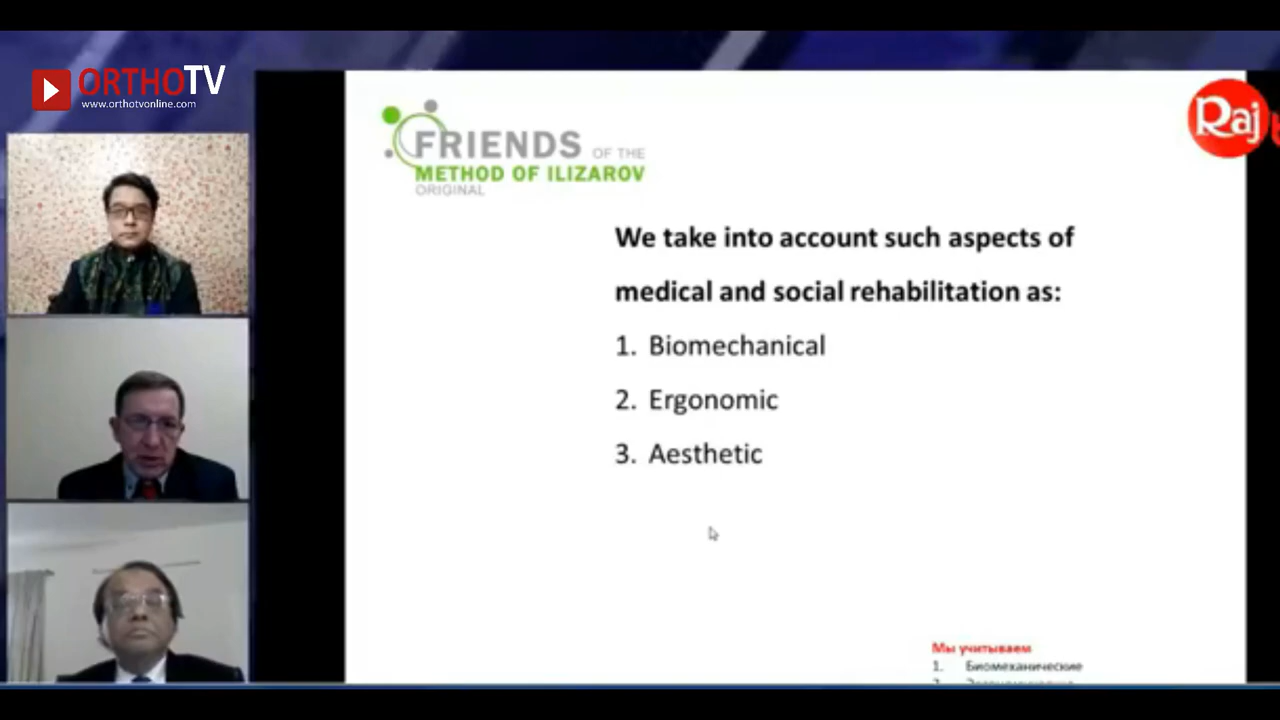 ORTHOTV
www.orthotvonline.com
Raj
FRIENDS OF THE
METHOD OF ILIZAROV
ORIGINAL
We take into account such aspects of
medical and social rehabilitation as:
1. Biomechanical
2. Ergonomic
3. Aesthetic
Мы учитываем
1. Биомеханические